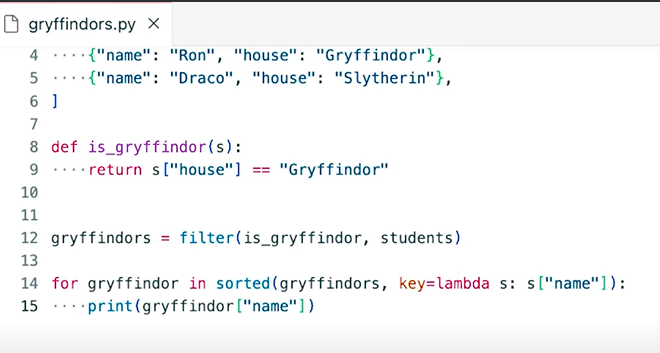 gryffindors.py ×
4 ····{"name": "Ron", "house": "Gryffindor"},
5 ····{"name": "Draco", "house": "Slytherin"},
6 ]
7
8 def is_gryffindor(s):
9 ····return s["house"] == "Gryffindor"
10
11
12 gryffindors = filter(is_gryffindor, students)
13
14 for gryffindor in sorted(gryffindors, key=lambda s: s["name"]):
15 ····print(gryffindor["name"])